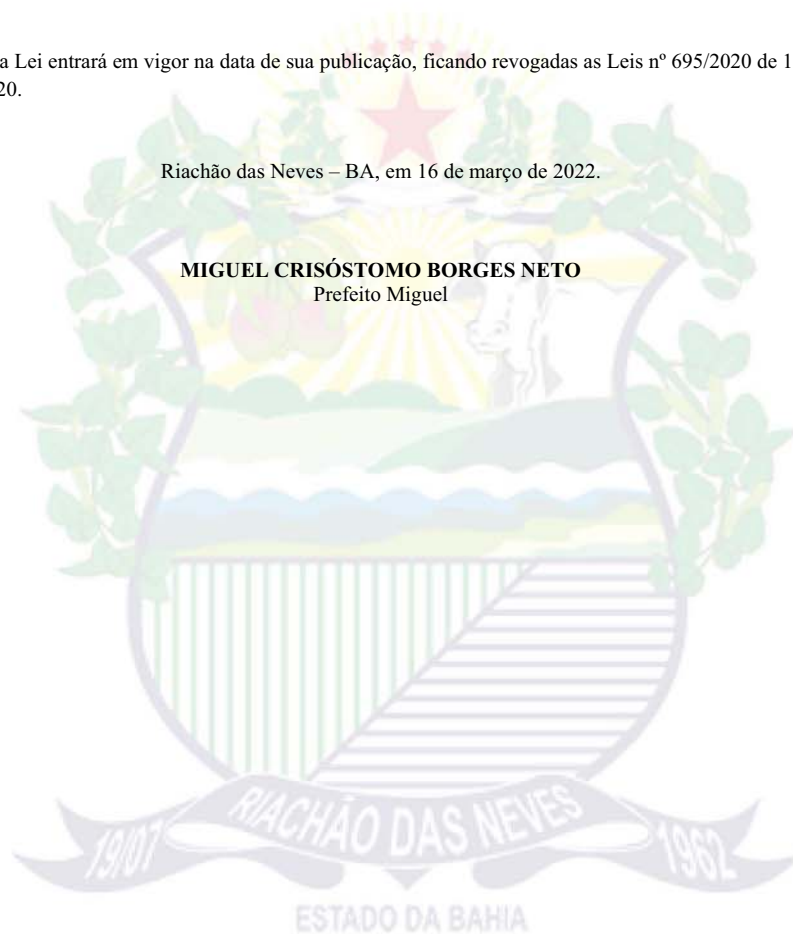 a Lei entrará em vigor na data de sua publicação, ficando revogadas as Leis nº 695/2020 de 1
20.
Riachão das Neves – BA, em 16 de março de 2022.
MIGUEL CRISÓSTOMO BORGES NETO
Prefeito Miguel
RIACHÃO DAS NEVES
19/07
1962
ESTADO DA BAHIA